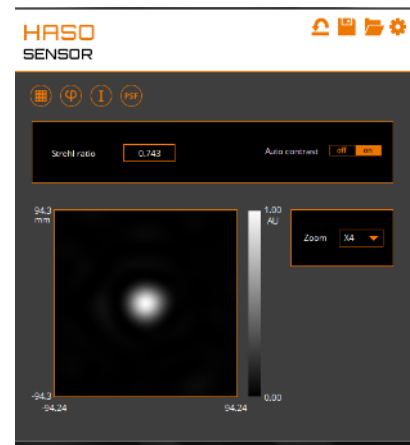 HASO
SENSOR
φ I PSF
Strehl ratio 0.743 Auto contrast off on
94.3 mm 1.00 AU
Zoom X4
-94.3 0.00
-94.24 94.24